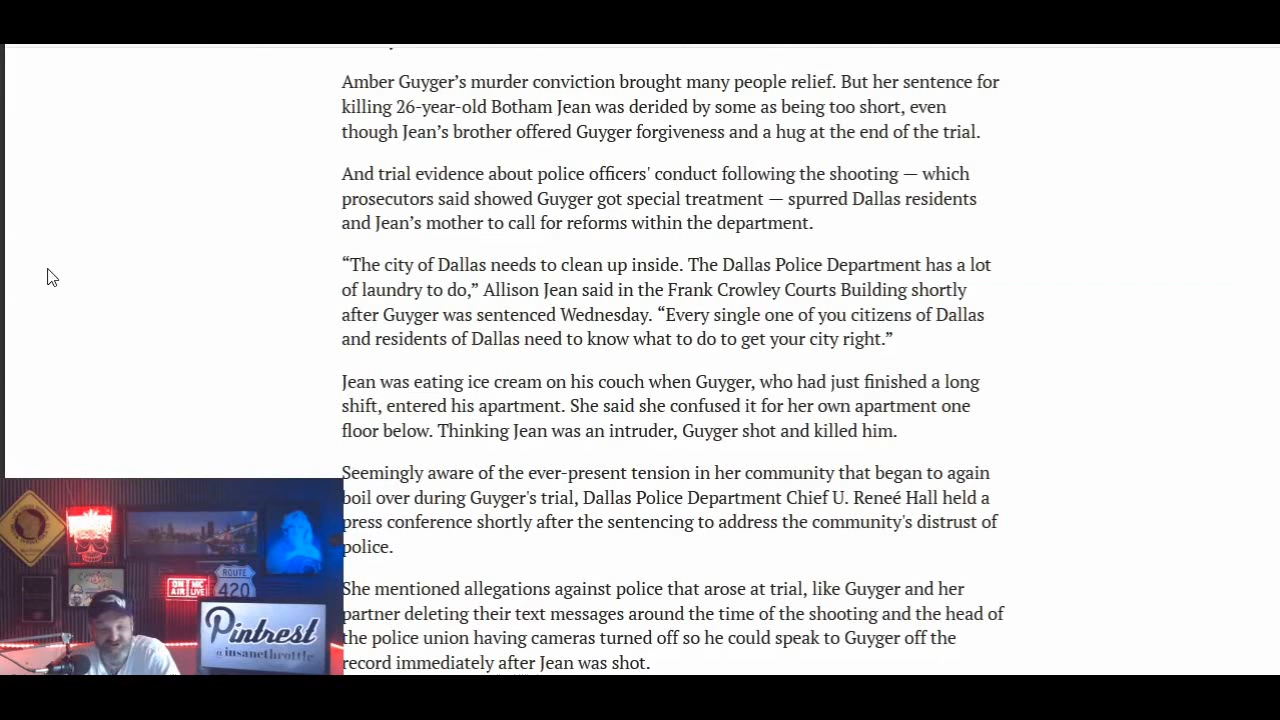 Amber Guyger’s murder conviction brought many people relief. But her sentence for
killing 26-year-old Botham Jean was derided by some as being too short, even
though Jean’s brother offered Guyger forgiveness and a hug at the end of the trial.
And trial evidence about police officers' conduct following the shooting — which
prosecutors said showed Guyger got special treatment — spurred Dallas residents
and Jean’s mother to call for reforms within the department.
“The city of Dallas needs to clean up inside. The Dallas Police Department has a lot
of laundry to do,” Allison Jean said in the Frank Crowley Courts Building shortly
after Guyger was sentenced Wednesday. “Every single one of you citizens of Dallas
and residents of Dallas need to know what to do to get your city right.”
Jean was eating ice cream on his couch when Guyger, who had just finished a long
shift, entered his apartment. She said she confused it for her own apartment one
floor below. Thinking Jean was an intruder, Guyger shot and killed him.
Seemingly aware of the ever-present tension in her community that began to again
boil over during Guyger's trial, Dallas Police Department Chief U. Reneé Hall held a
press conference shortly after the sentencing to address the community's distrust of
police.
She mentioned allegations against police that arose at trial, like Guyger and her
partner deleting their text messages around the time of the shooting and the head of
the police union having cameras turned off so he could speak to Guyger off the
record immediately after Jean was shot.
ON MIC
AIR LIVE
ROUTE
420
Pintrest
@insanethrottle